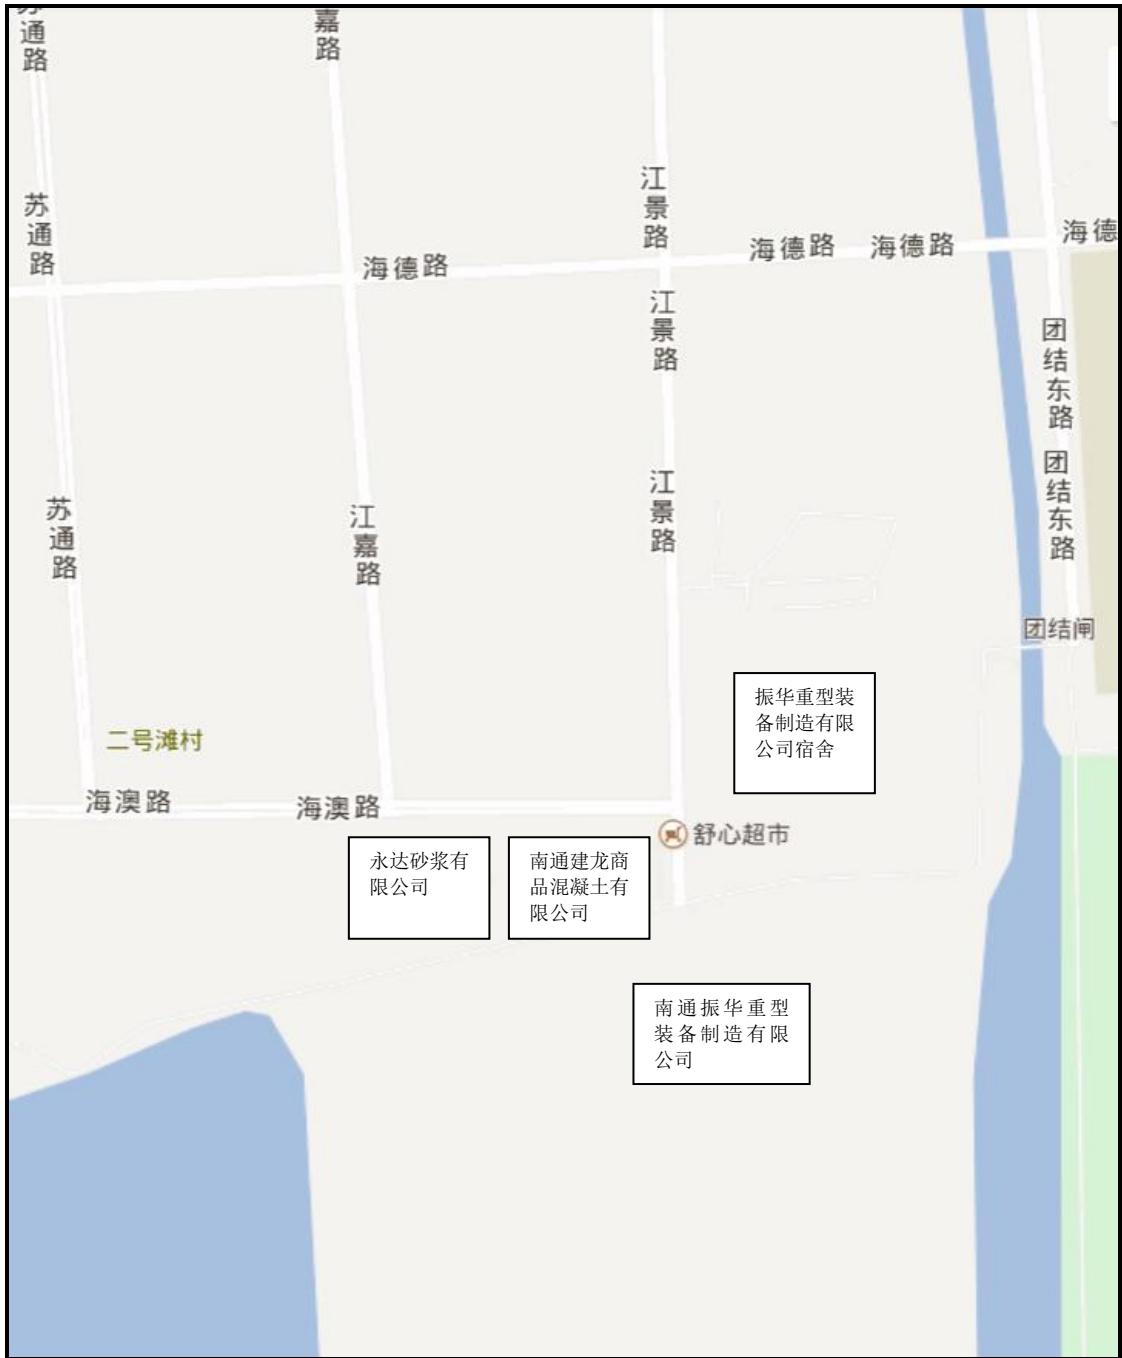 苏通路
嘉路
苏通路
江景路
海德路
海德路
海德路
海德
江景路
团结东路
江景路
团结东路
苏通路
江嘉路
团结闸
振华重型装
备制造有限
公司宿舍
二号滩村
海澳路
海澳路
舒心超市
永达砂浆有
限公司
南通建龙商
品混凝土有
限公司
南通振华重型
装备制造有限
公司